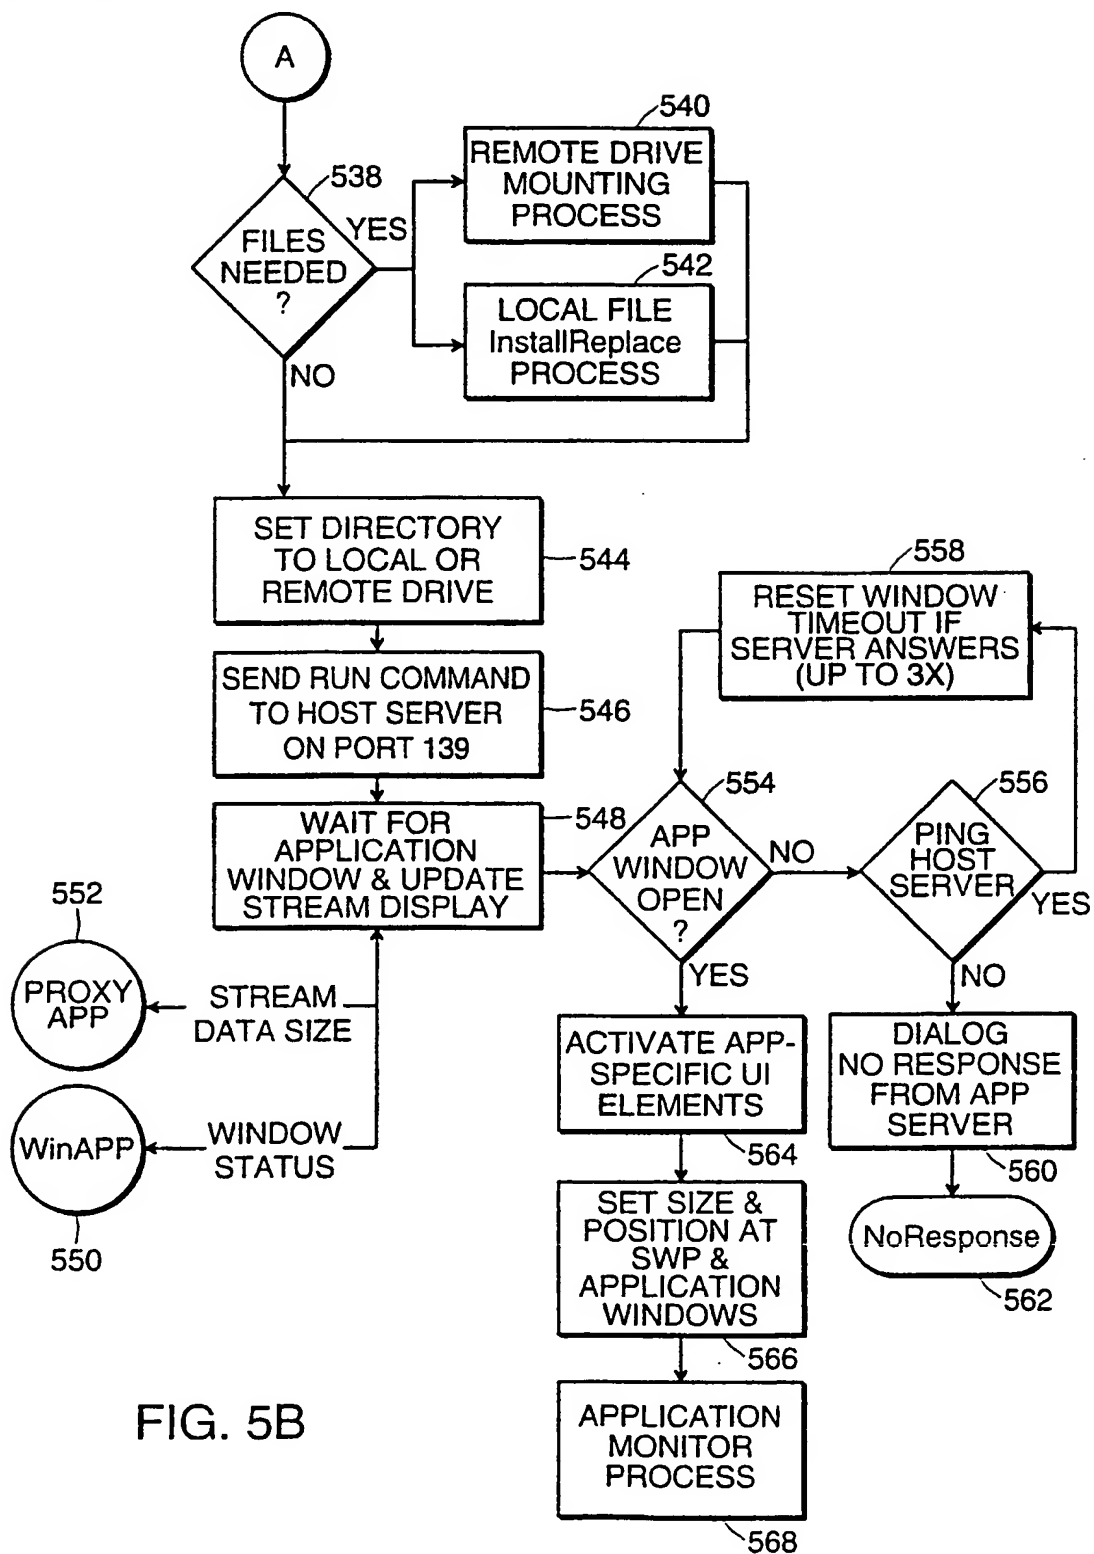 A
540
REMOTE DRIVE
MOUNTING
PROCESS
538
YES
FILES
NEEDED
?
542
LOCAL FILE
InstallReplace
PROCESS
NO
SET DIRECTORY
TO LOCAL OR
REMOTE DRIVE
544
558
RESET WINDOW
TIMEOUT IF
SERVER ANSWERS
(UP TO 3X)
SEND RUN COMMAND
TO HOST SERVER
ON PORT 139
546
WAIT FOR
APPLICATION
WINDOW & UPDATE
STREAM DISPLAY
548
554
APP
WINDOW
OPEN
?
NO
556
PING
HOST
SERVER
YES
552
PROXY
APP
STREAM
DATA SIZE
YES
NO
WinAPP
WINDOW
STATUS
550
ACTIVATE APP-
SPECIFIC UI
ELEMENTS
564
DIALOG
NO RESPONSE
FROM APP
SERVER
560
SET SIZE &
POSITION AT
SWP &
APPLICATION
WINDOWS
566
NoResponse
562
APPLICATION
MONITOR
PROCESS
568
FIG. 5B